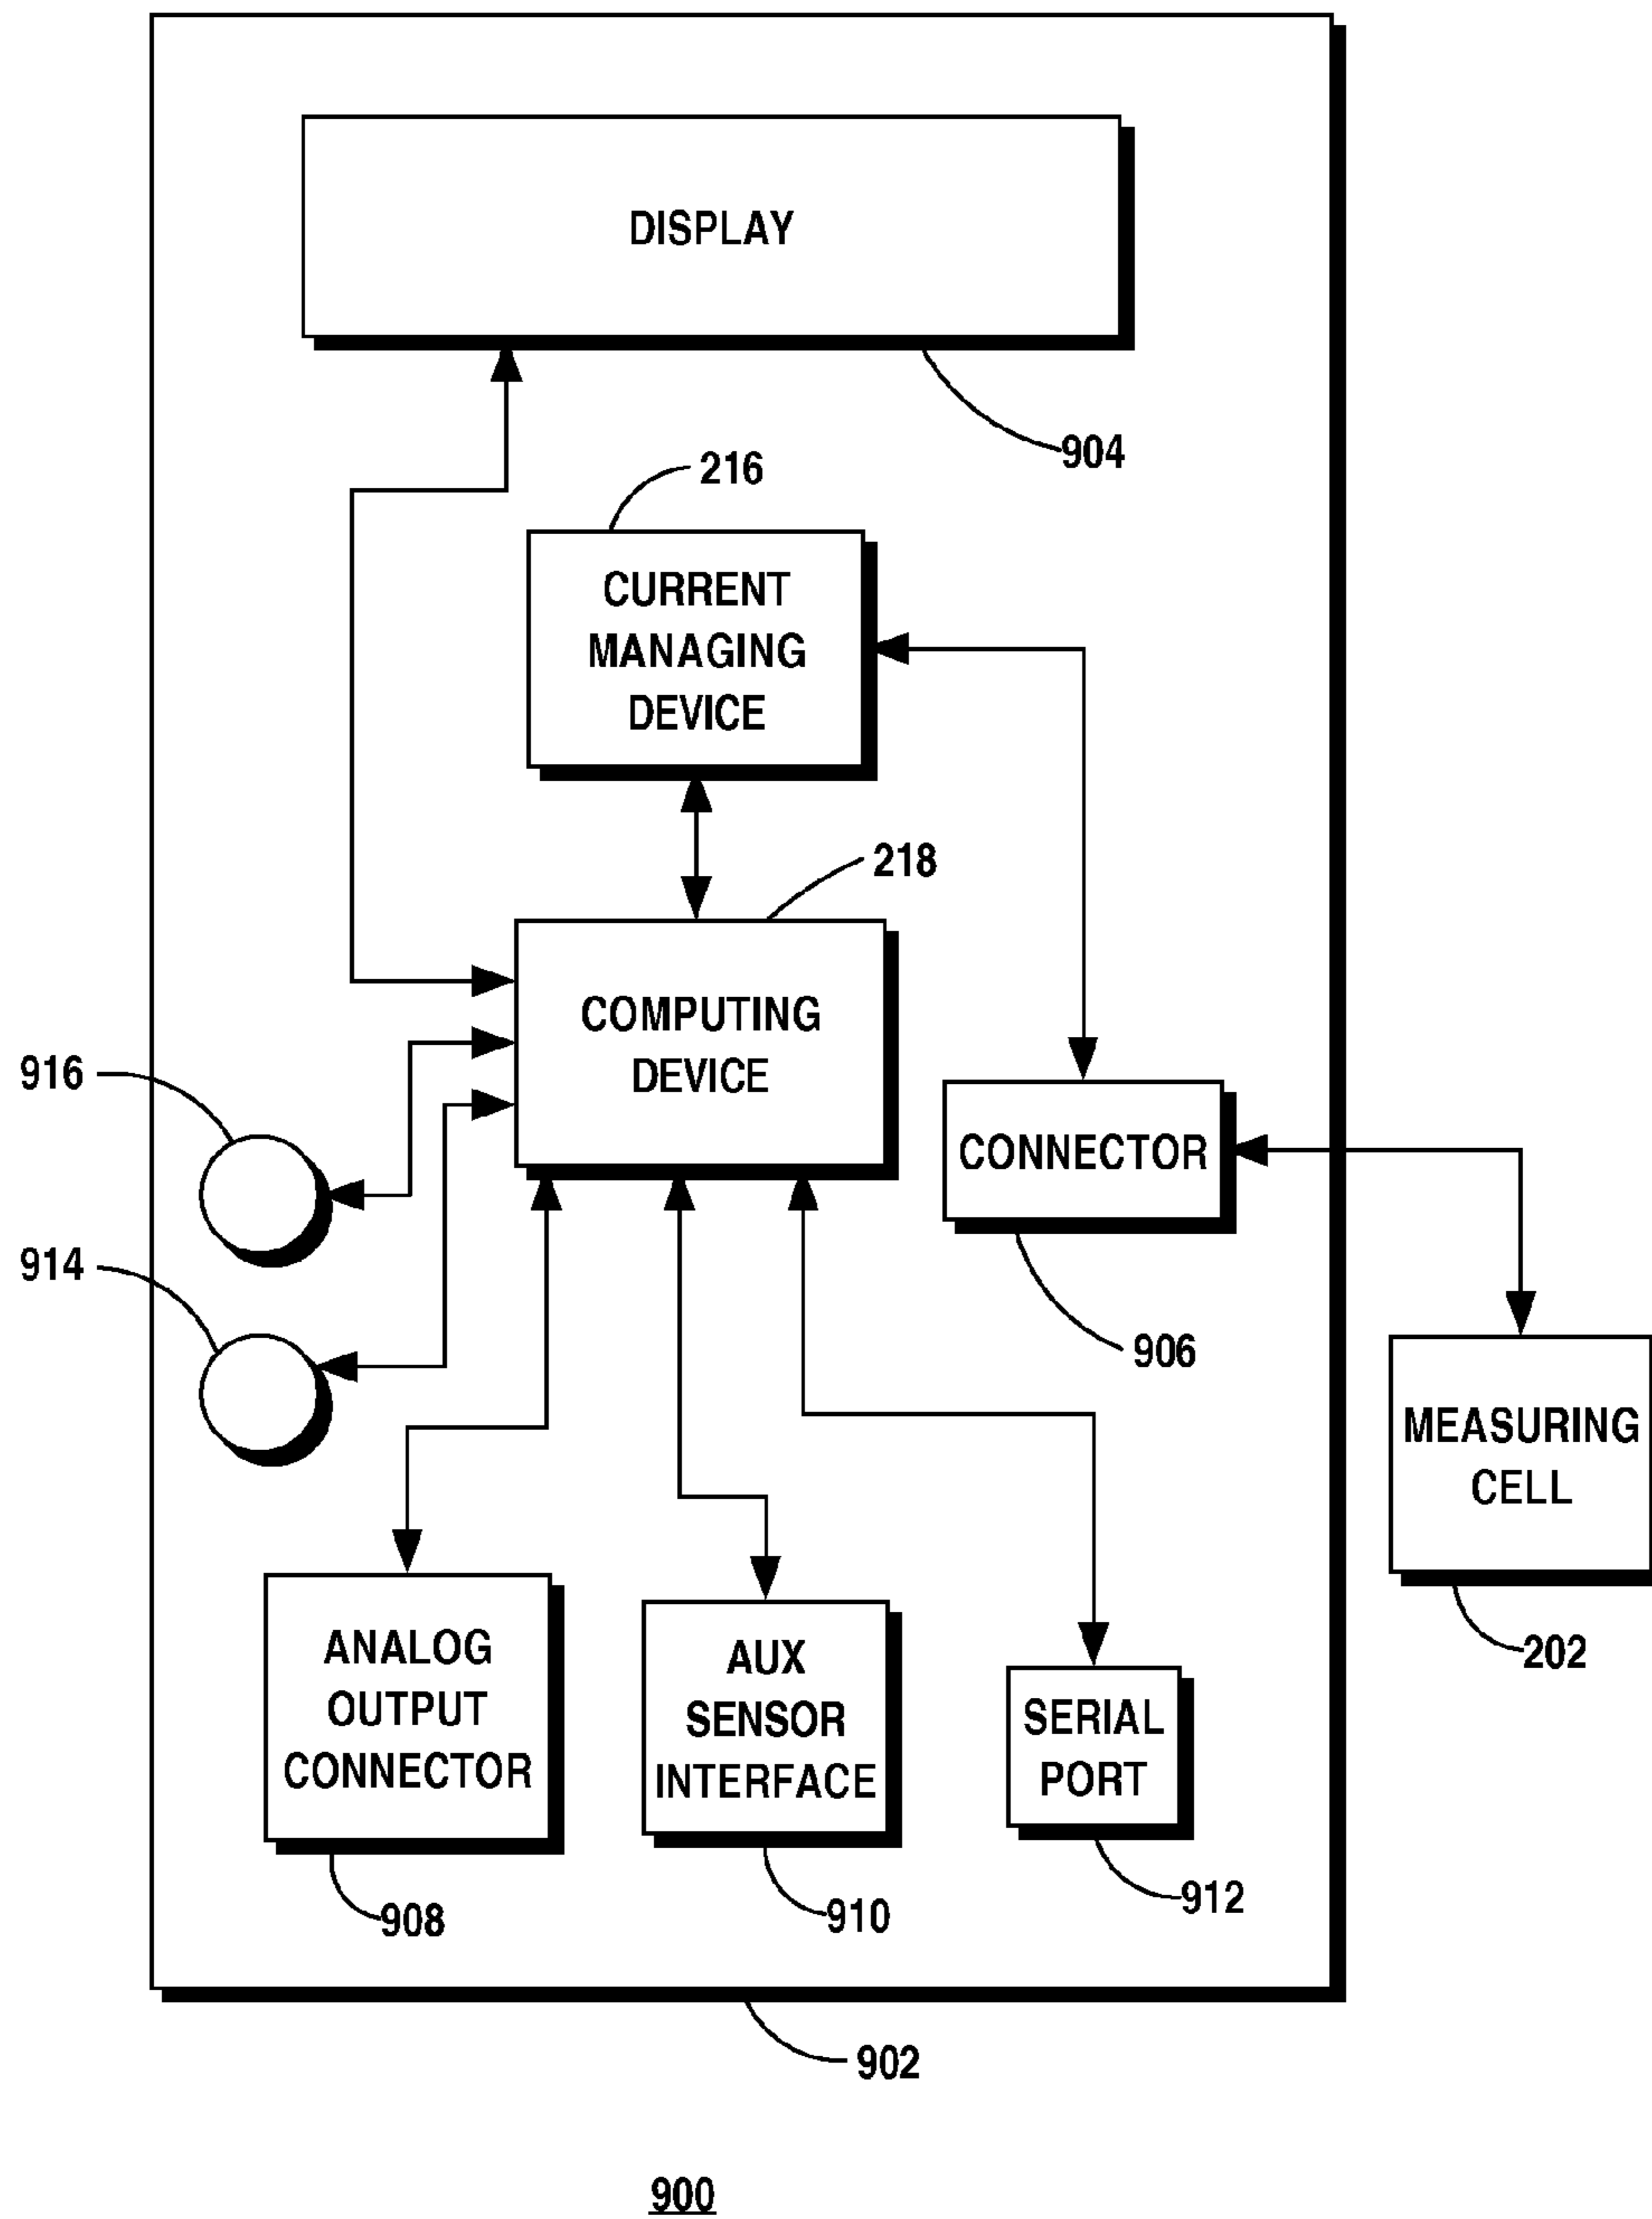 DISPLAY
904
216
CURRENT
MANAGING
DEVICE
218
COMPUTING
DEVICE
916
CONNECTOR
914
906
MEASURING
CELL
202
ANALOG
OUTPUT
CONNECTOR
AUX
SENSOR
INTERFACE
SERIAL
PORT
908
910
912
902
900